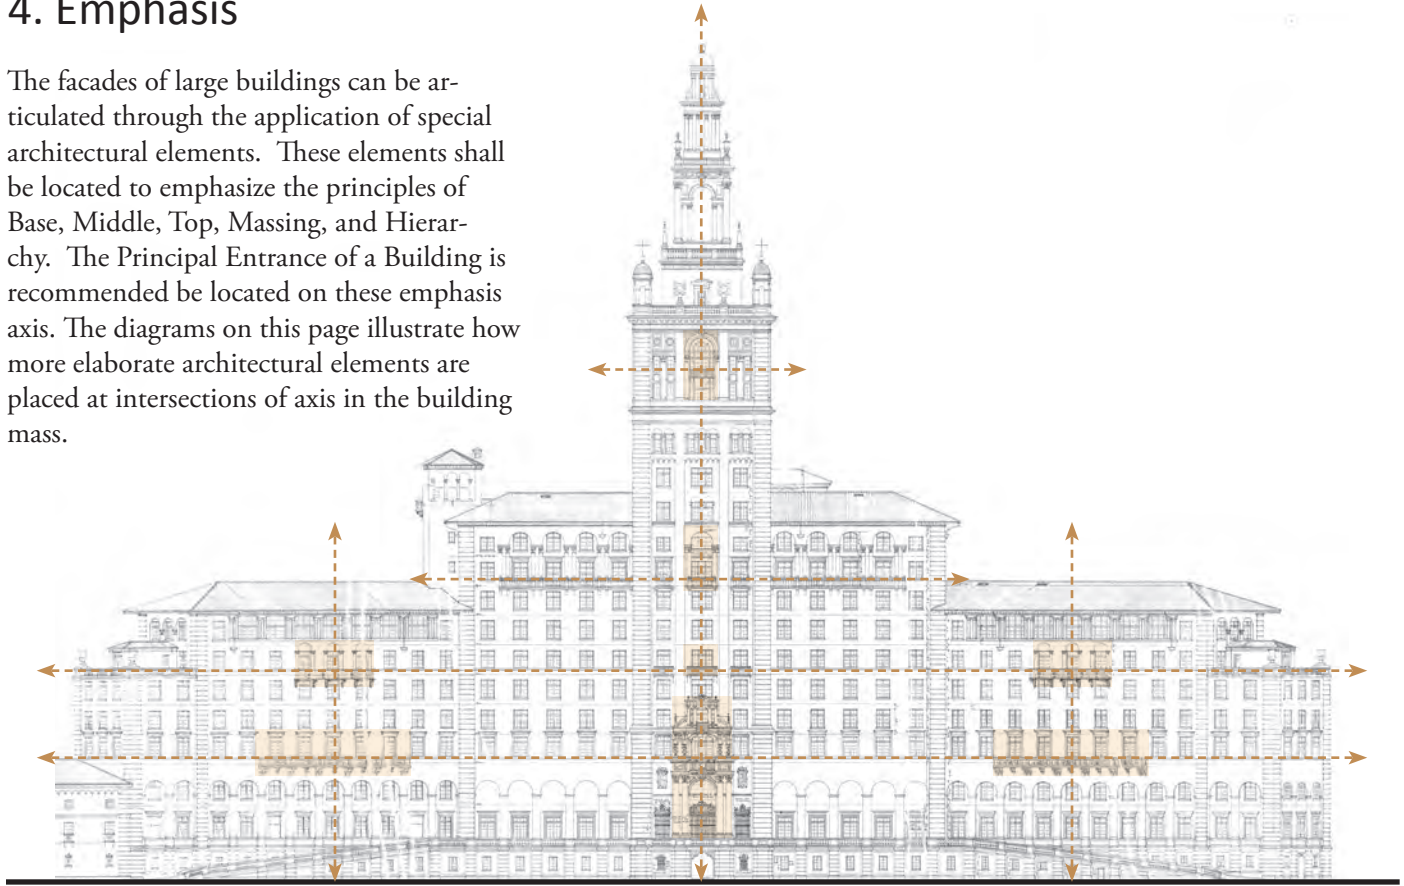 4. Emphasis
The facades of large buildings can be ar-
ticulated through the application of special
architectural elements.  These elements shall
be located to emphasize the principles of
Base, Middle, Top, Massing, and Hierar-
chy.  The Principal Entrance of a Building is
recommended be located on these emphasis
axis. The diagrams on this page illustrate how
more elaborate architectural elements are
placed at intersections of axis in the building
mass.